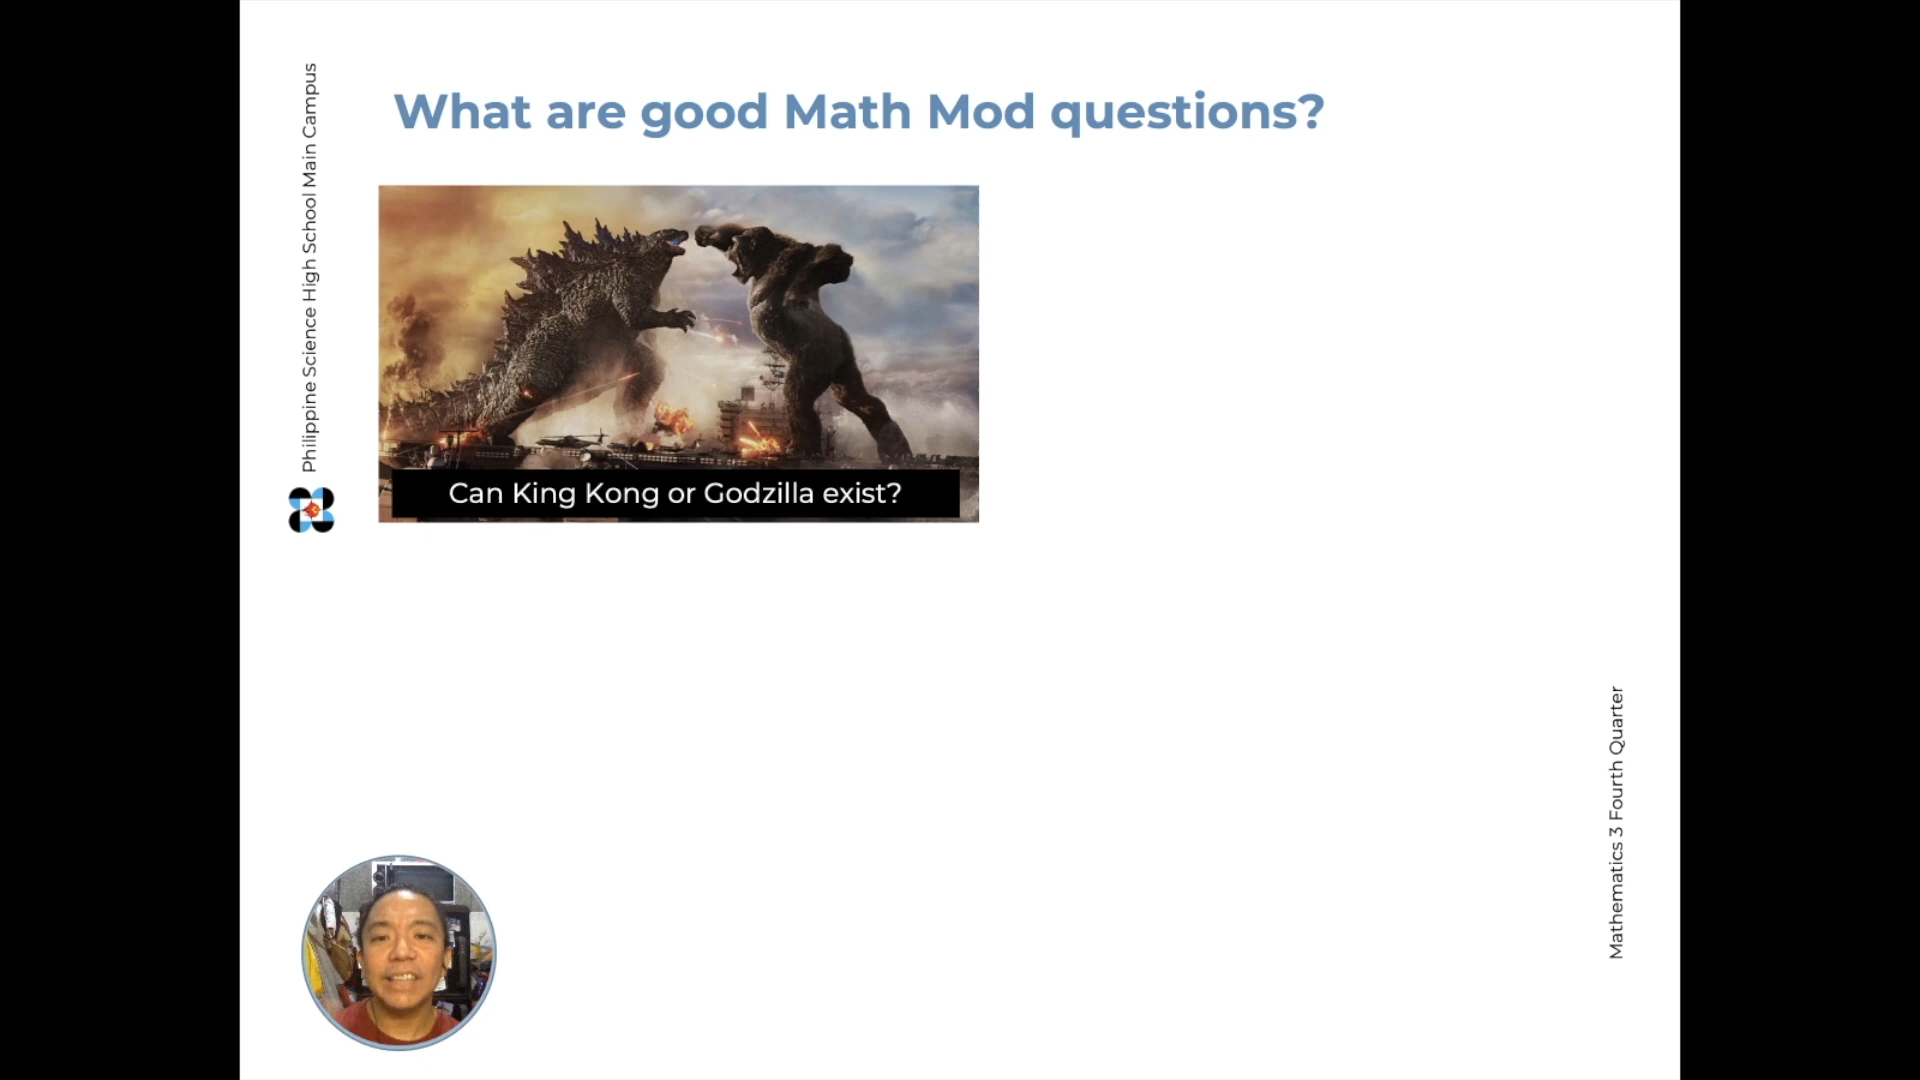 What are good Math Mod questions?
Philippine Science High School Main Campus
Can King Kong or Godzilla exist?
Mathematics 3 Fourth Quarter